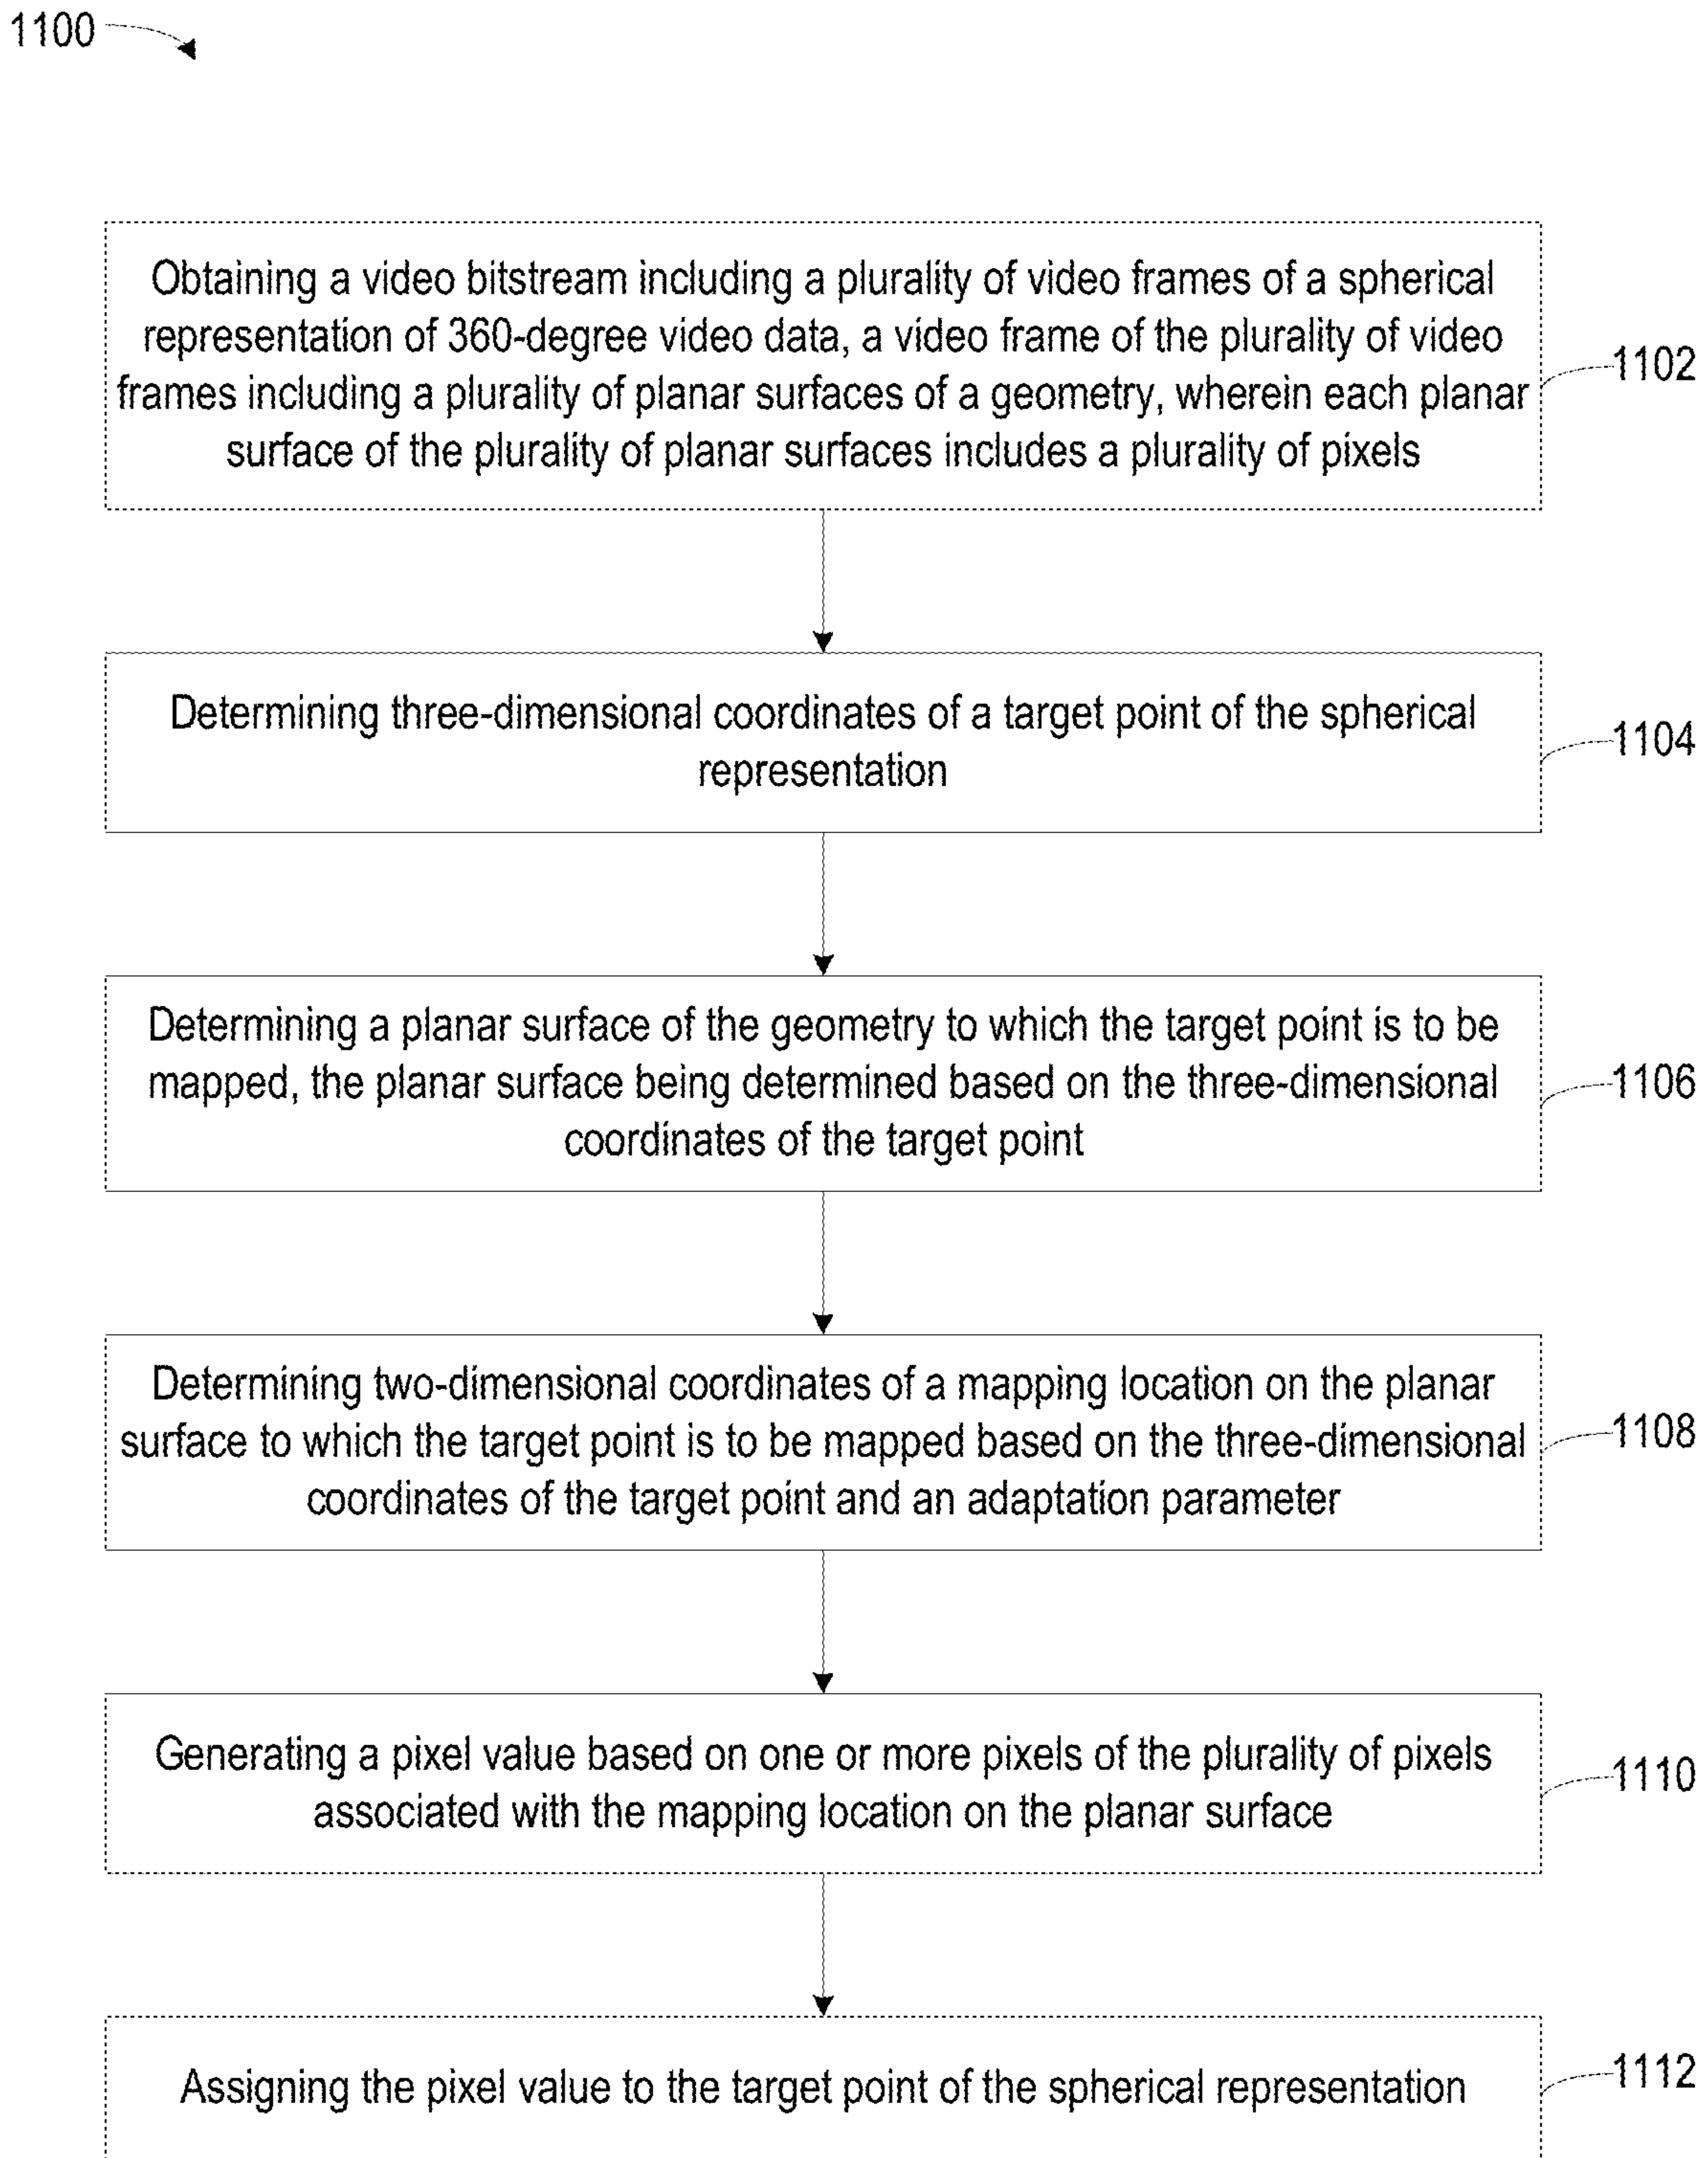 1100
Obtaining a video bitstream including a plurality of video frames of a spherical
representation of 360-degree video data, a video frame of the plurality of video
frames including a plurality of planar surfaces of a geometry, wherein each planar
surface of the plurality of planar surfaces includes a plurality of pixels
1102
Determining three-dimensional coordinates of a target point of the spherical
representation
1104
Determining a planar surface of the geometry to which the target point is to be
mapped, the planar surface being determined based on the three-dimensional
coordinates of the target point
1106
Determining two-dimensional coordinates of a mapping location on the planar
surface to which the target point is to be mapped based on the three-dimensional
coordinates of the target point and an adaptation parameter
1108
Generating a pixel value based on one or more pixels of the plurality of pixels
associated with the mapping location on the planar surface
1110
Assigning the pixel value to the target point of the spherical representation
1112